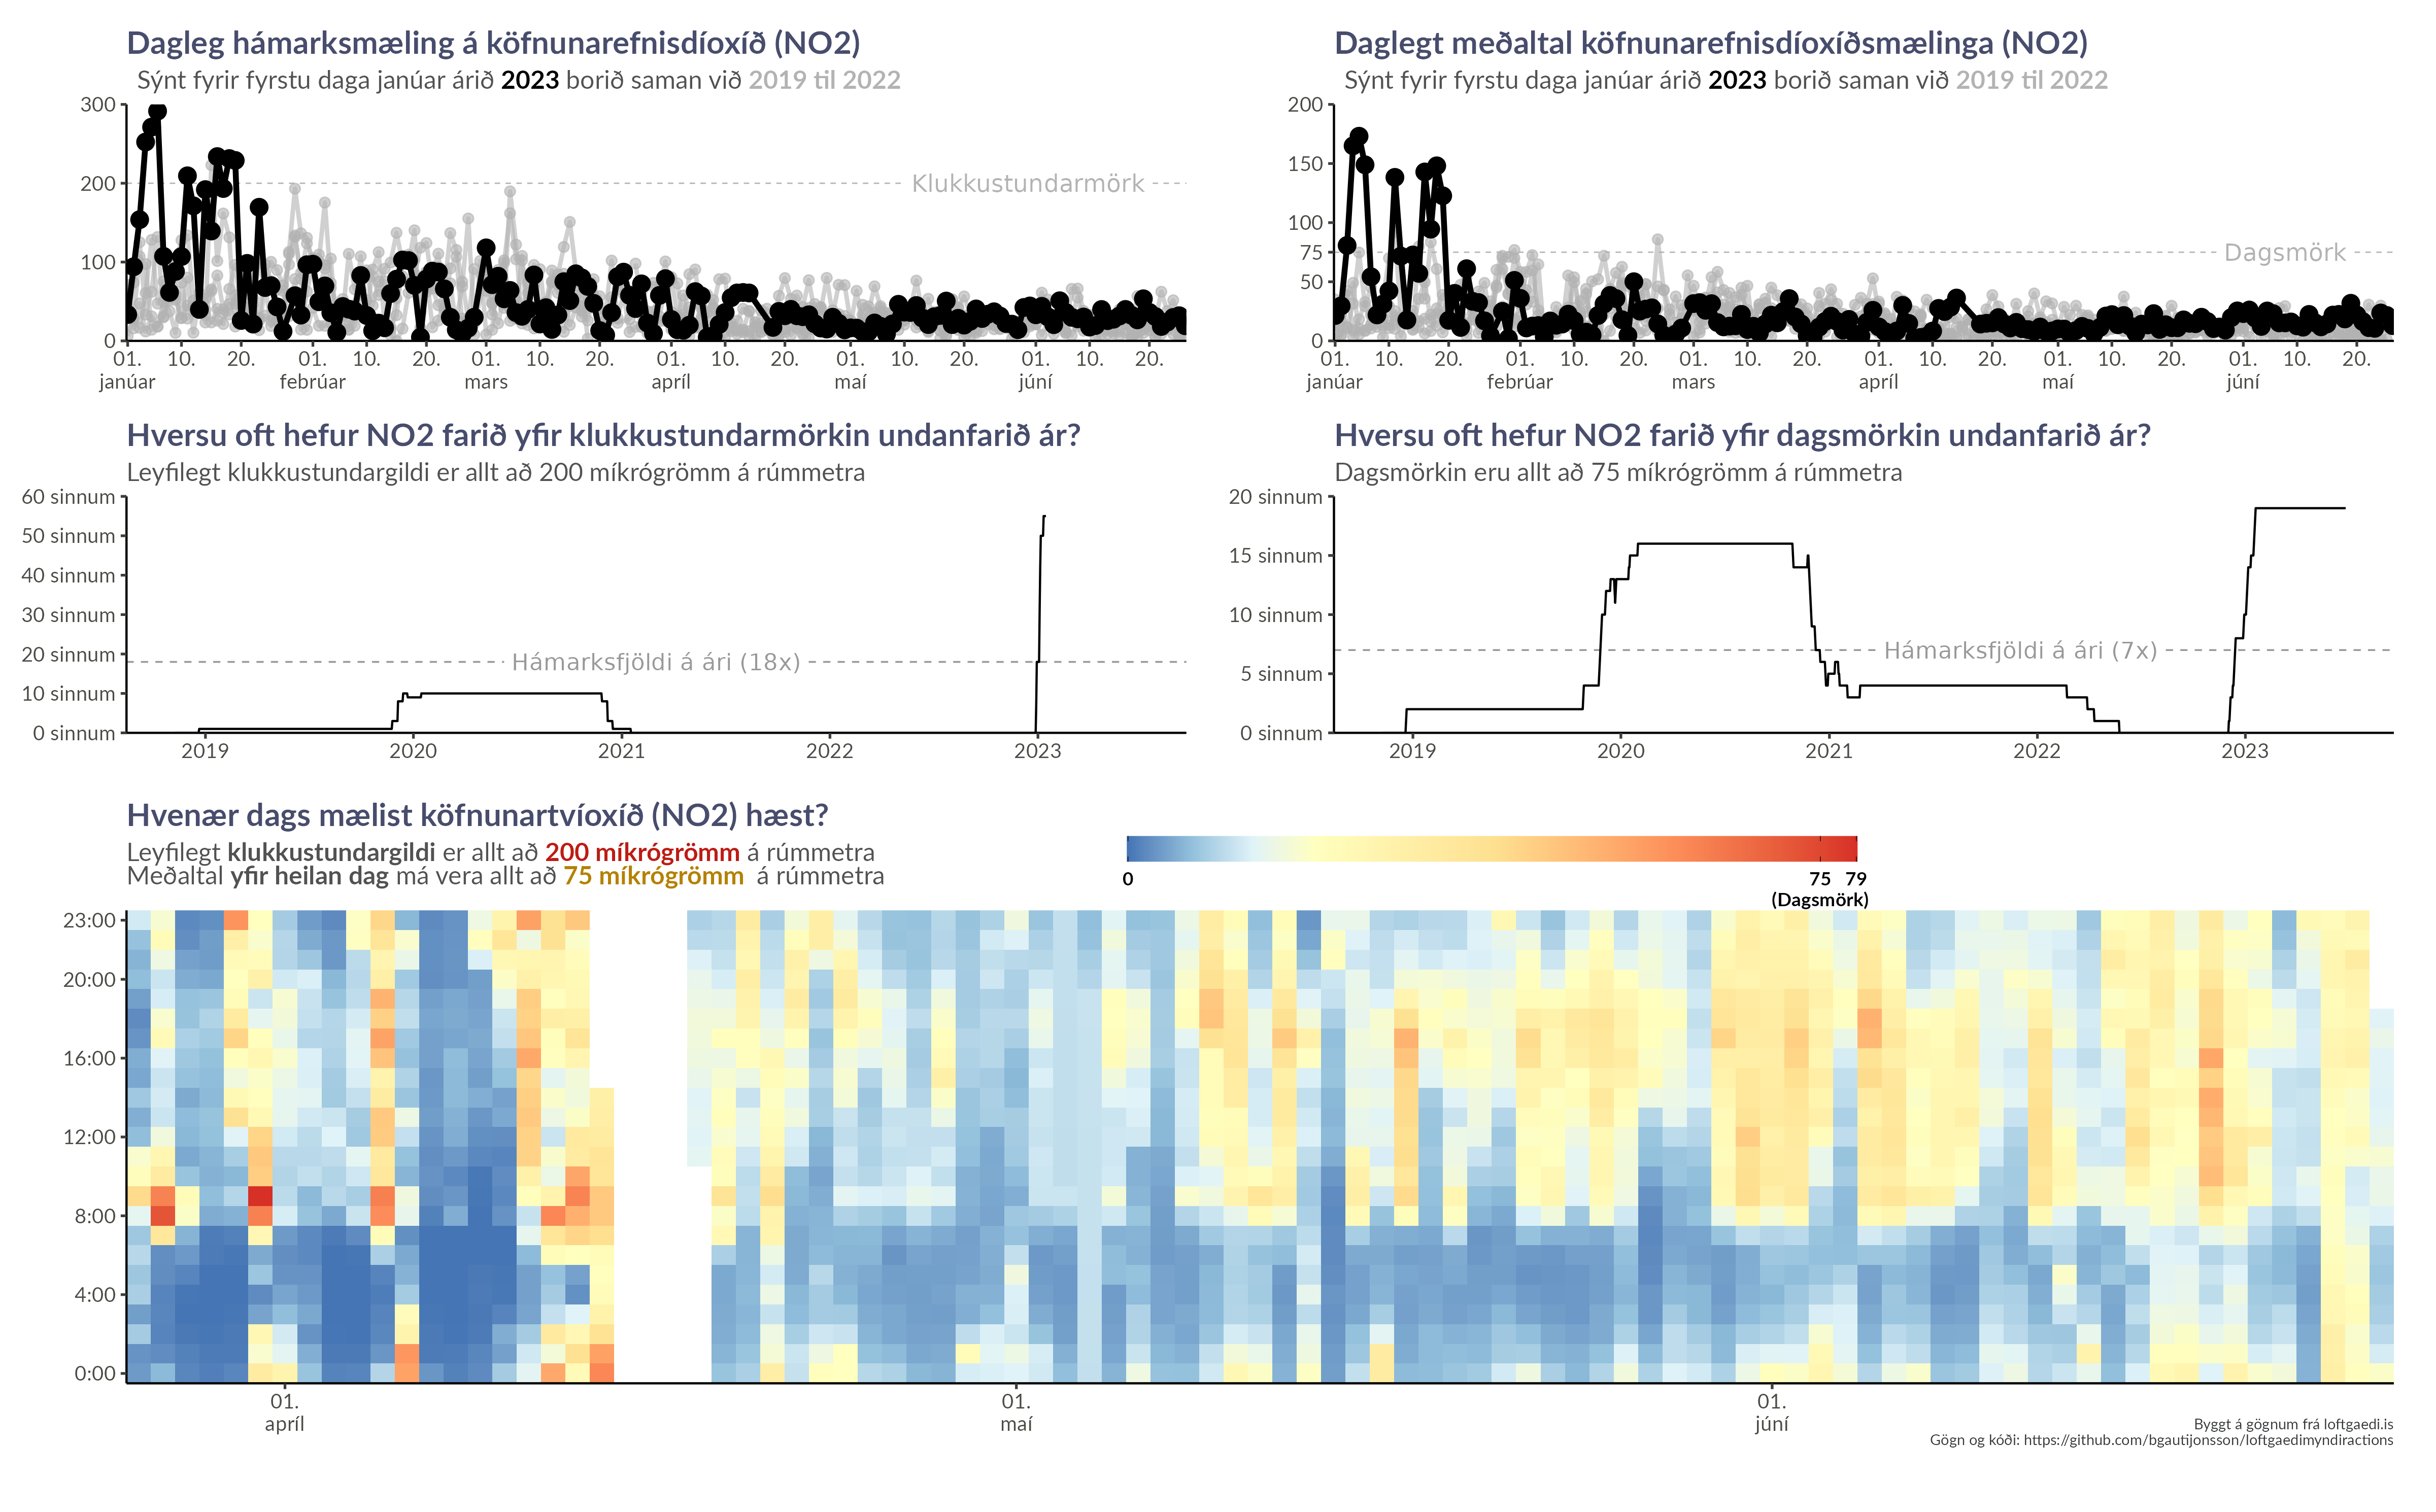 Dagleg hámarksmæling á köfnunarefnisdíoxíð (NO2)
Sýnt fyrir fyrstu daga janúar árið 2023 borið saman við 2019 til 2022
300
200
100
0
Klukkustundarmörk
01. 10. 20. 01. 10. 20. 01. 10. 20. 01. 10. 20. 01. 10. 20. 01. 10. 20.
janúar febrúar mars apríl maí júní
Daglegt meðaltal köfnunarefnisdíoxíðsmælinga (NO2)
Sýnt fyrir fyrstu daga janúar árið 2023 borið saman við 2019 til 2022
200
150
100
75
50
0
Dagsmörk
01. 10. 20. 01. 10. 20. 01. 10. 20. 01. 10. 20. 01. 10. 20. 01. 10. 20.
janúar febrúar mars apríl maí júní
Hversu oft hefur NO2 farið yfir klukkustundarmörkin undanfarið ár?
Leyfilegt klukkustundargildi er allt að 200 míkrógrömm á rúmmetra
60 sinnum
50 sinnum
40 sinnum
30 sinnum
20 sinnum
10 sinnum
0 sinnum
Hámarksfjöldi á ári (18x)
2019 2020 2021 2022 2023
Hversu oft hefur NO2 farið yfir dagsmörkin undanfarið ár?
Dagsmörkin eru allt að 75 míkrógrömm á rúmmetra
20 sinnum
15 sinnum
10 sinnum
5 sinnum
0 sinnum
Hámarksfjöldi á ári (7x)
2019 2020 2021 2022 2023
Hvenær dags mælist köfnunartvíoxíð (NO2) hæst?
Leyfilegt klukkustundargildi er allt að 200 míkrógrömm á rúmmetra
Meðaltal yfir heilan dag má vera allt að 75 míkrógrömm á rúmmetra
0 75 79
(Dagsmörk)
23:00
20:00
16:00
12:00
8:00
4:00
0:00
01. 01. 01.
apríl maí júní
Byggt á gögnum frá loftgaedi.is
Gögn og kóði: https://github.com/bgautijonsson/loftgaedimyndiractions